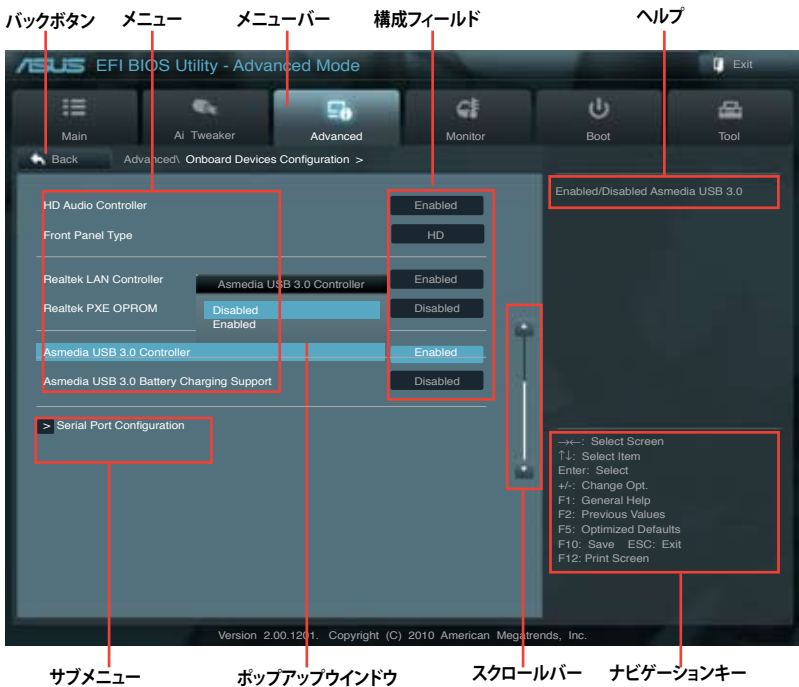 バックボタン メニュー メニューバー 構成フィールド ヘルプ
ASUS EFI BIOS Utility - Advanced Mode Exit
Main Ai Tweaker Advanced Monitor Boot Tool
Back Advanced\ Onboard Devices Configuration >
HD Audio Controller Enabled
Front Panel Type HD
Realtek LAN Controller Enabled
Realtek PXE OPROM Disabled
Asmedia USB 3.0 Controller
Disabled
Enabled
Asmedia USB 3.0 Controller Enabled
Asmedia USB 3.0 Battery Charging Support Disabled
> Serial Port Configuration
Enabled/Disabled Asmedia USB 3.0
→←: Select Screen
↑↓: Select Item
Enter: Select
+/-: Change Opt.
F1: General Help
F2: Previous Values
F5: Optimized Defaults
F10: Save ESC: Exit
F12: Print Screen
Version 2.00.1201. Copyright (C) 2010 American Megatrends, Inc.
サブメニュー ポップアップウインドウ スクロールバー ナビゲーションキー